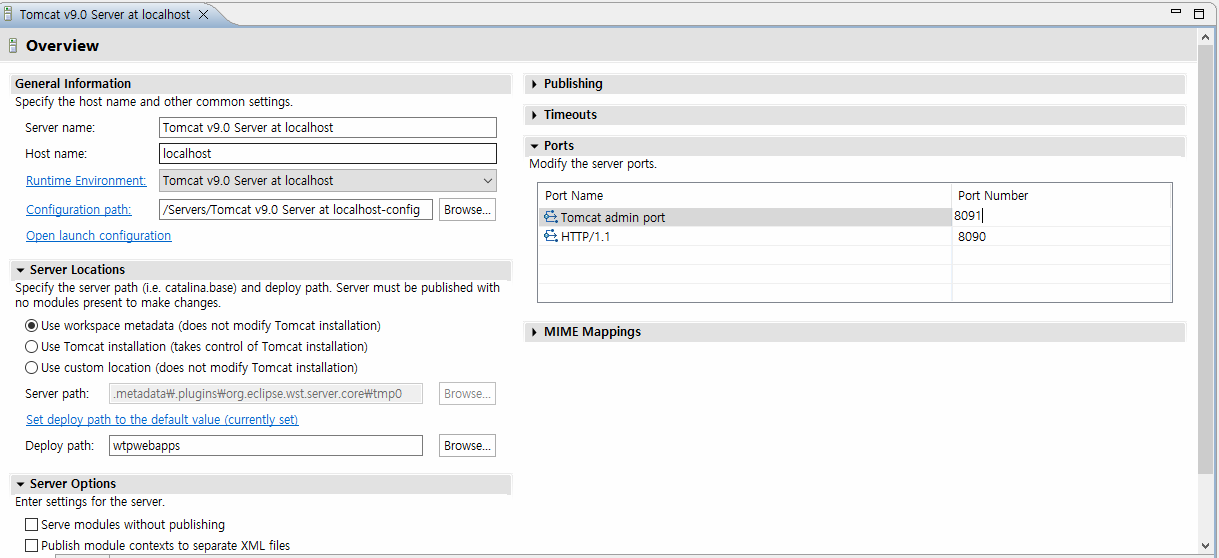 Tomcat v9.0 Server at localhost
Overview
General Information
Specify the host name and other common settings.
Server name: Tomcat v9.0 Server at localhost
Host name: localhost
Runtime Environment: Tomcat v9.0 Server at localhost
Configuration path: /Servers/Tomcat v9.0 Server at localhost-config Browse...
Open launch configuration
Server Locations
Specify the server path (i.e. catalina.base) and deploy path. Server must be published with
no modules present to make changes.
Use workspace metadata (does not modify Tomcat installation)
Use Tomcat installation (takes control of Tomcat installation)
Use custom location (does not modify Tomcat installation)
Server path: .metadata₩.plugins₩org.eclipse.wst.server.core₩tmp0 Browse...
Set deploy path to the default value (currently set)
Deploy path: wtpwebapps Browse...
Server Options
Enter settings for the server.
Serve modules without publishing
Publish module contexts to separate XML files
Publishing
Timeouts
Ports
Modify the server ports.
Port Name Port Number
Tomcat admin port 8091
HTTP/1.1 8090
MIME Mappings